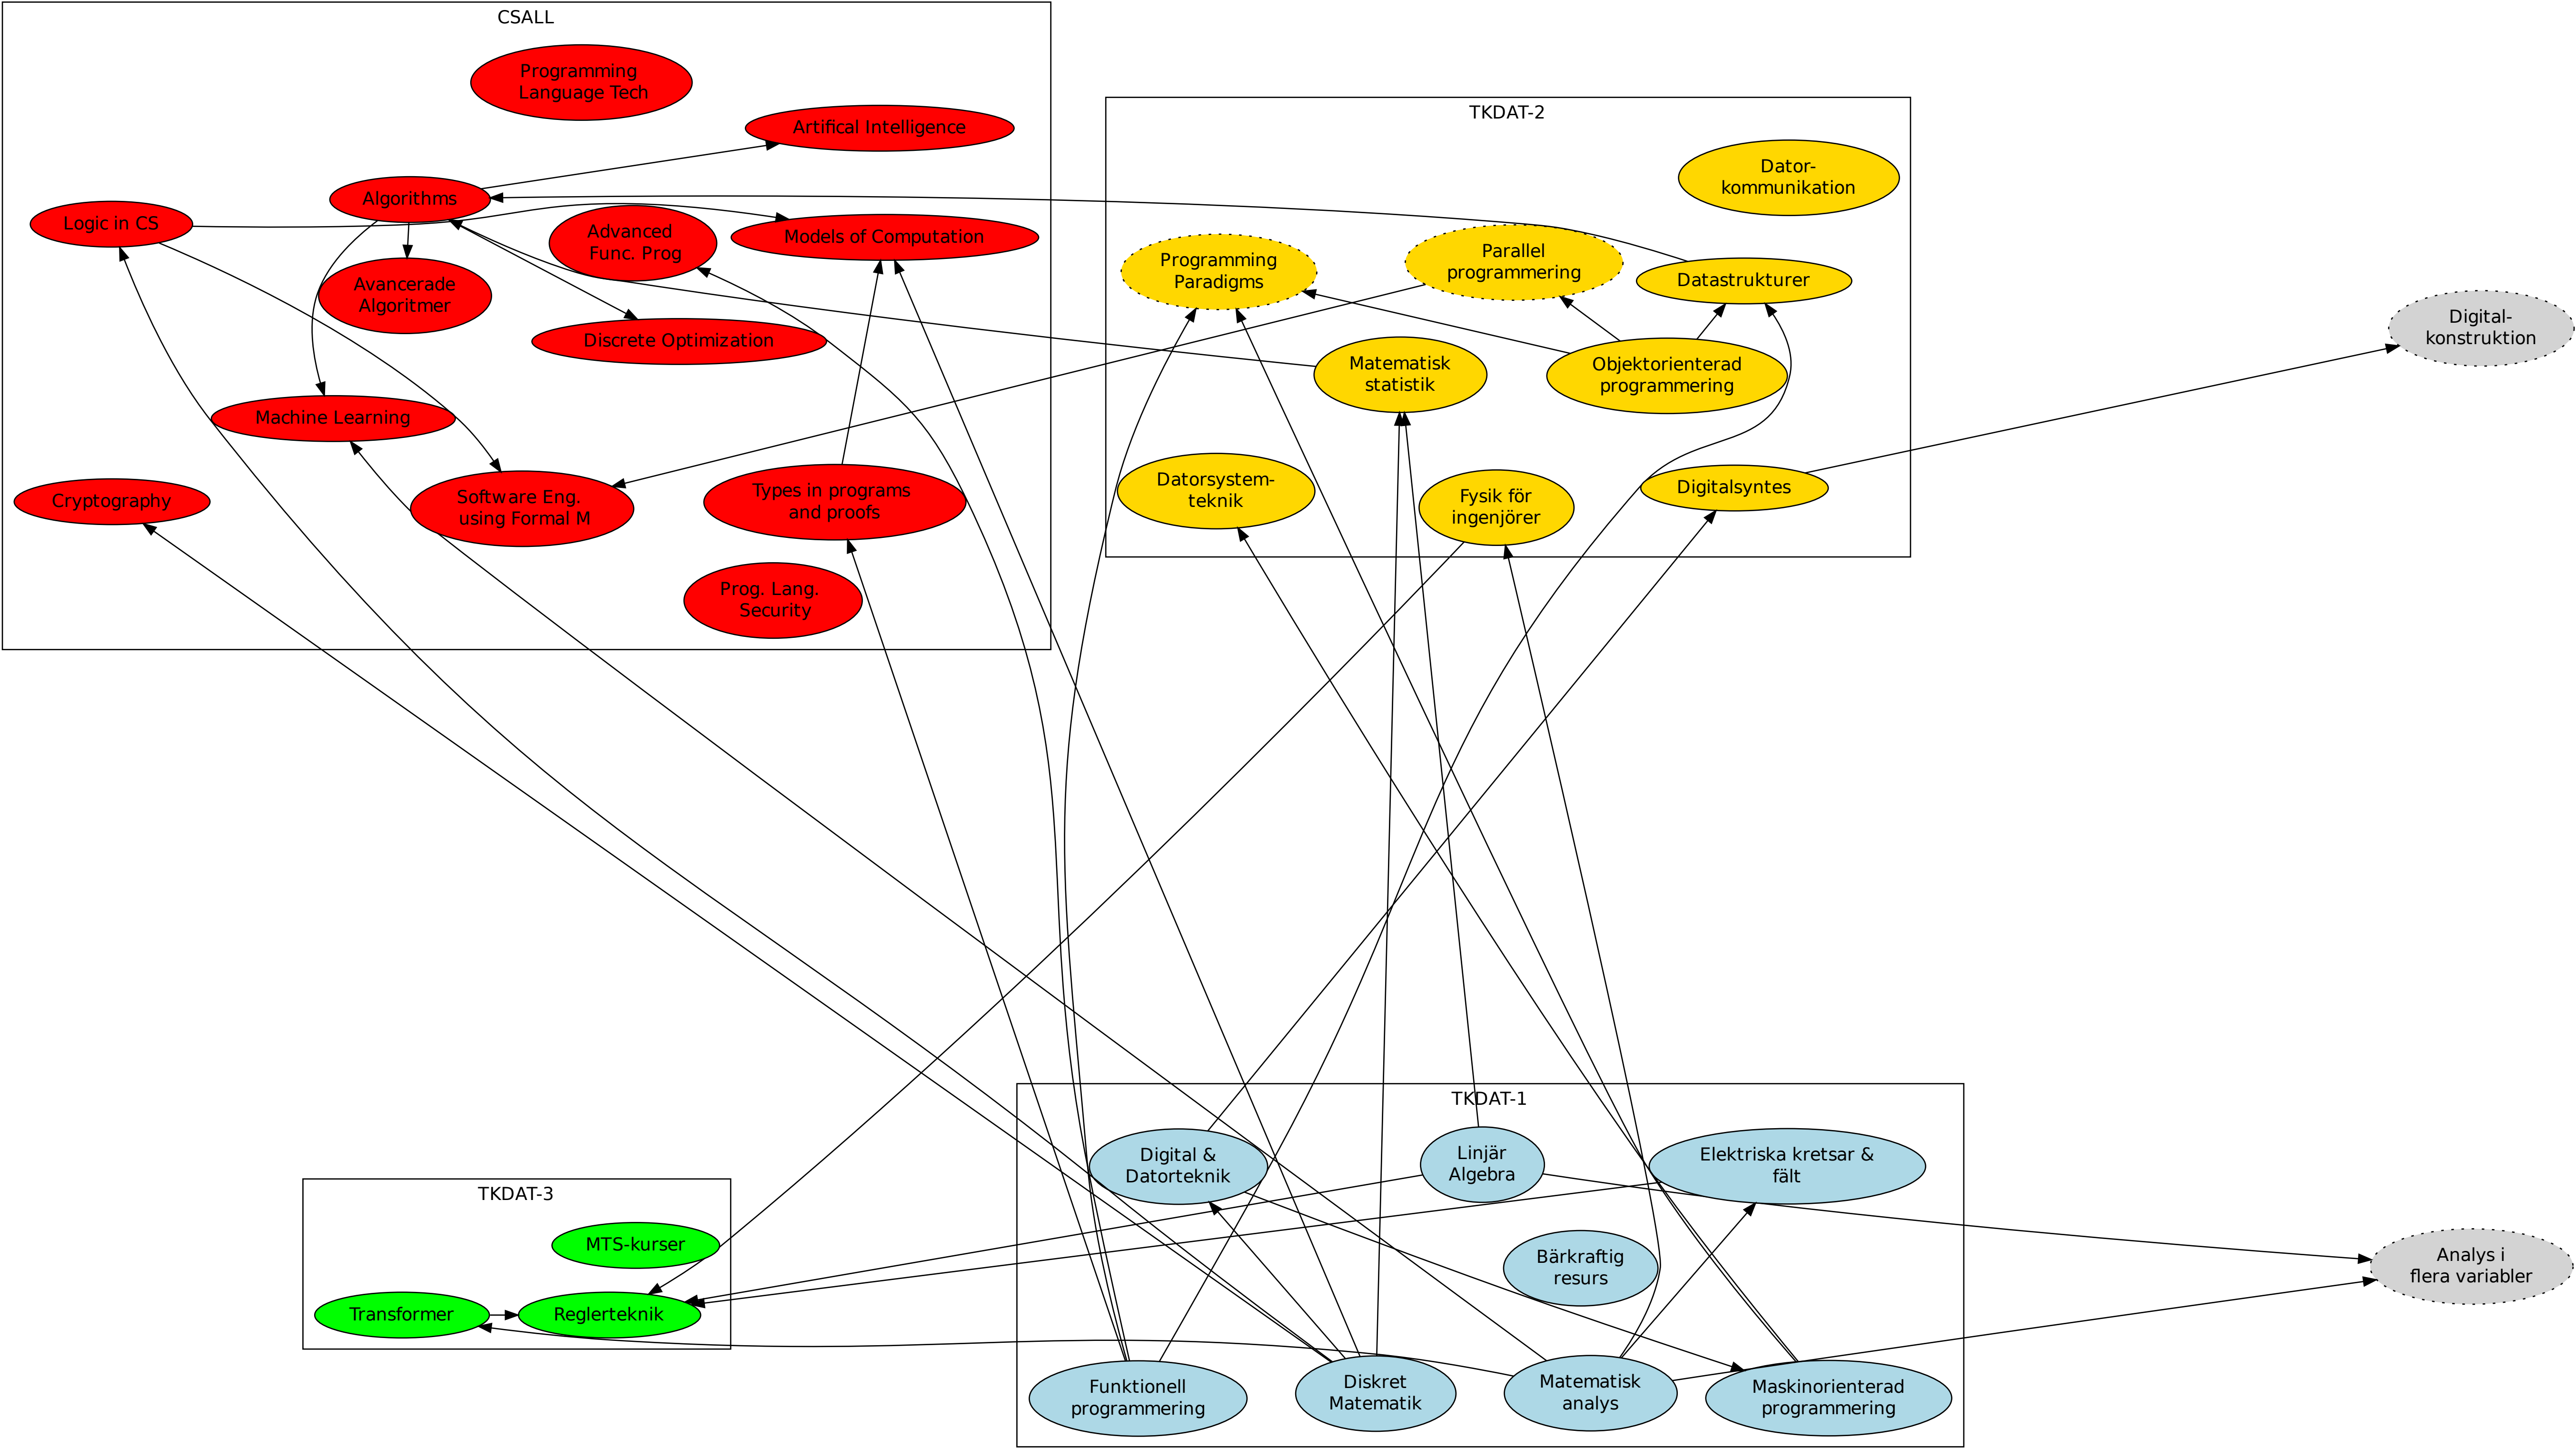 CSALL
Programming
Language Tech
Artifical Intelligence
Algorithms
Logic in CS
Advanced
Func. Prog
Models of Computation
Avancerade
Algoritmer
Discrete Optimization
Machine Learning
Cryptography
Software Eng.
using Formal M
Types in programs
and proofs
Prog. Lang.
Security
TKDAT-2
Dator-
kommunikation
Programming
Paradigms
Parallel
programmering
Datastrukturer
Matematisk
statistik
Objektorienterad
programmering
Datorsystem-
teknik
Fysik för
ingenjörer
Digitalsyntes
Digital-
konstruktion
TKDAT-3
MTS-kurser
Transformer
Reglerteknik
TKDAT-1
Digital &
Datorteknik
Linjär
Algebra
Elektriska kretsar &
fält
Bärkraftig
resurs
Funktionell
programmering
Diskret
Matematik
Matematisk
analys
Maskinorienterad
programmering
Analys i
flera variabler